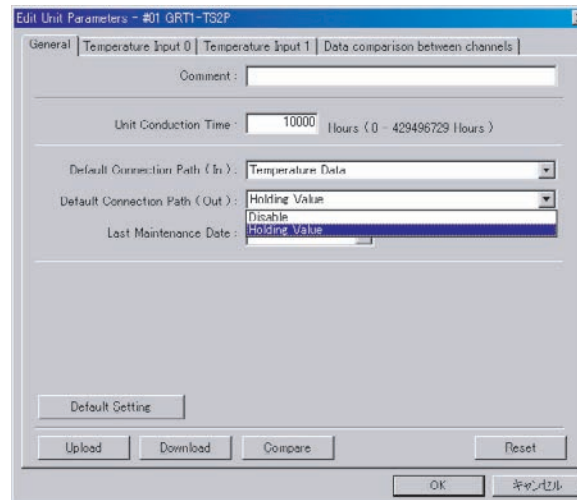 Edit Unit Parameters - #01 GRT1-TS2P
General Temperature Input 0 Temperature Input 1 Data comparison between channels
Comment :
Unit Conduction Time : 10000 Hours ( 0 - 429496729 Hours )
Default Connection Path ( In ) : Temperature Data
Default Connection Path ( Out ) : Holding Value
Disable
Last Maintenance Date : Holding Value
Default Setting
Upload Download Compare Reset
OK キャンセル